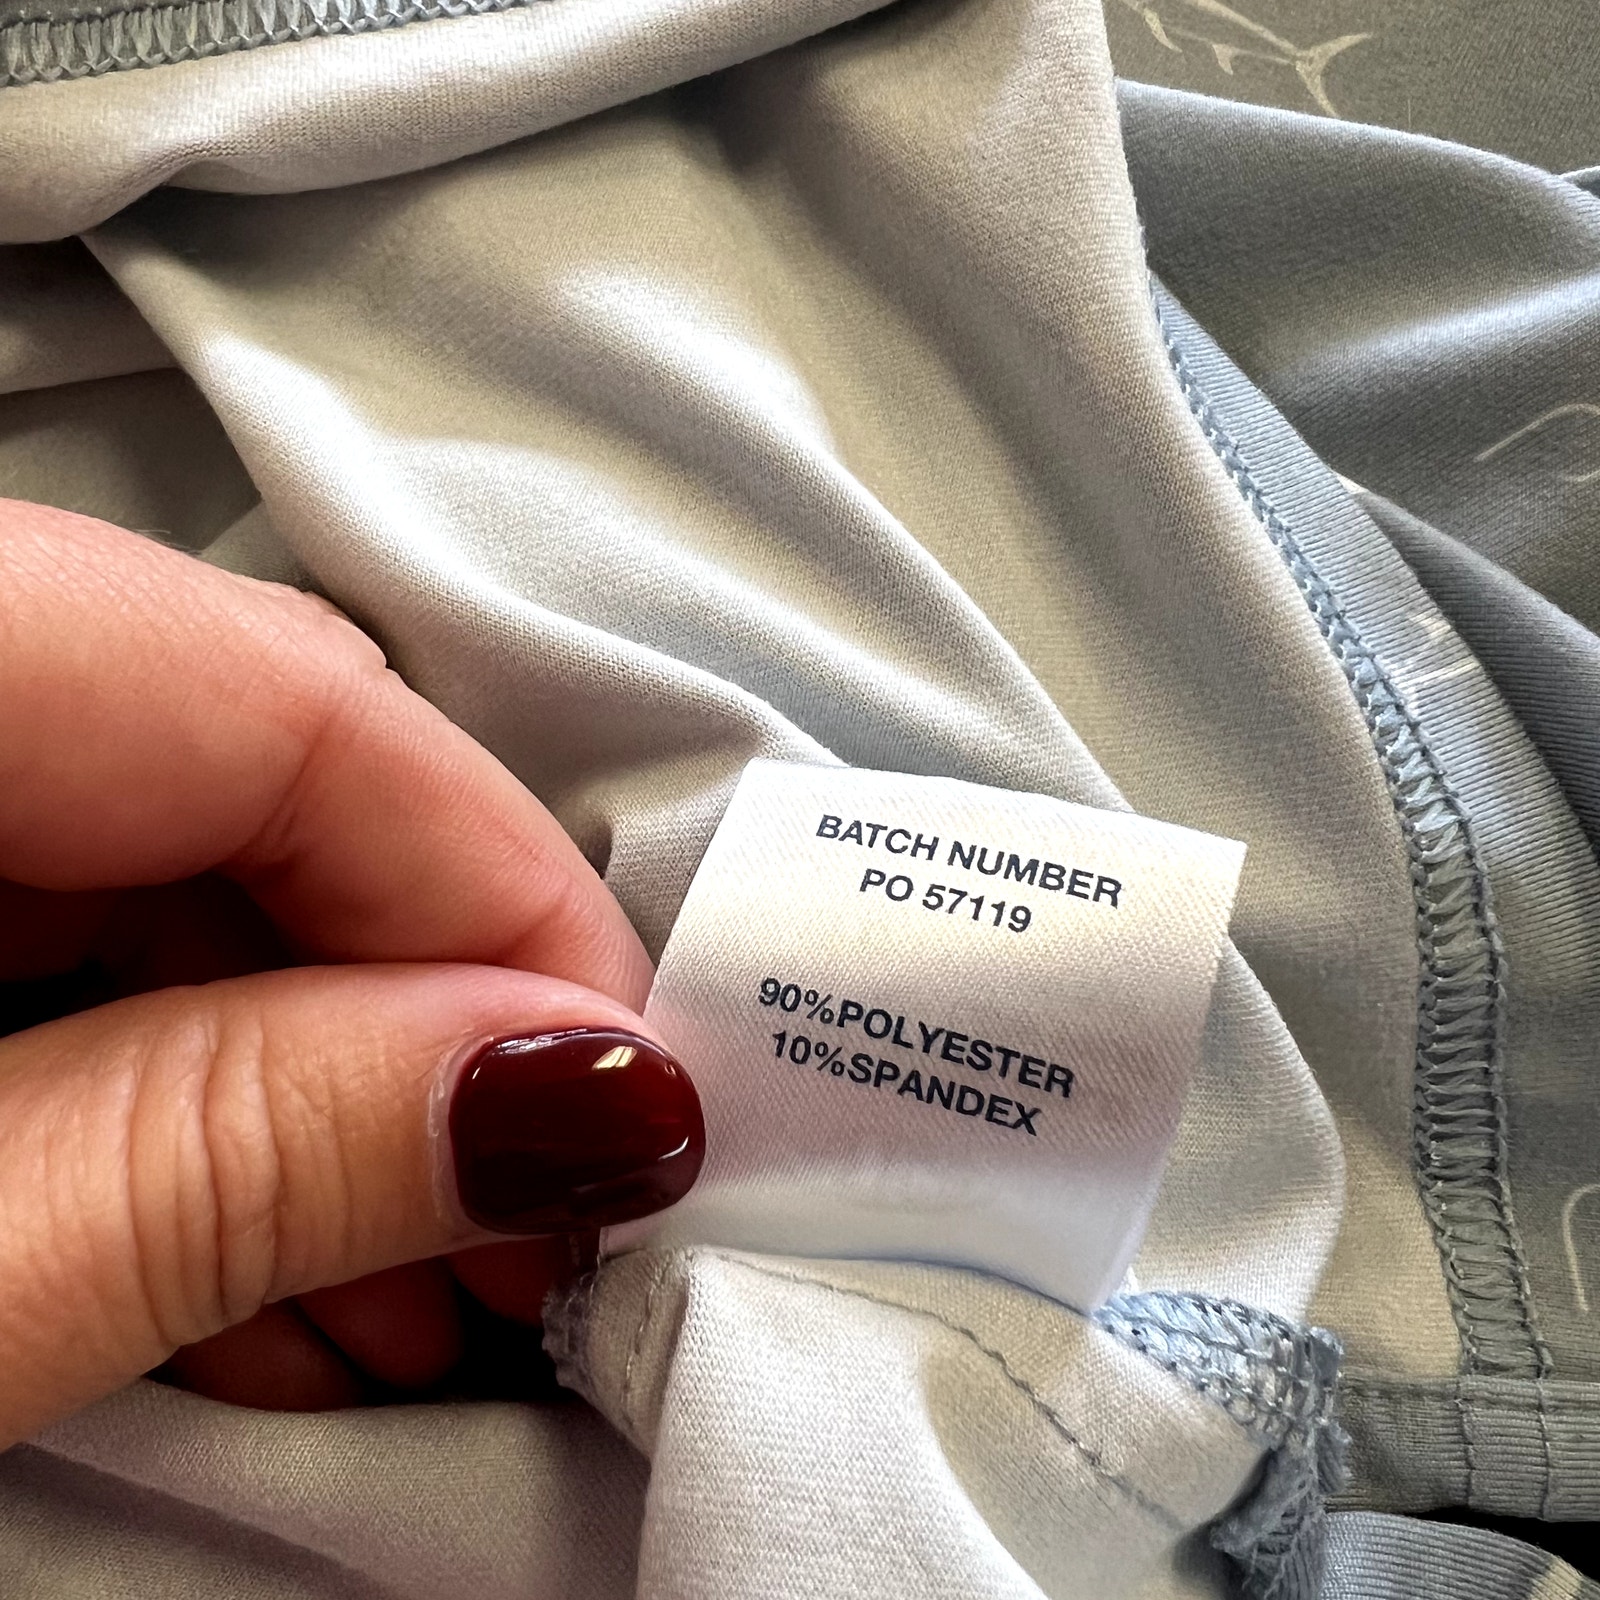 BATCH NUMBER
PO 57119
90%POLYESTER
10%SPANDEX